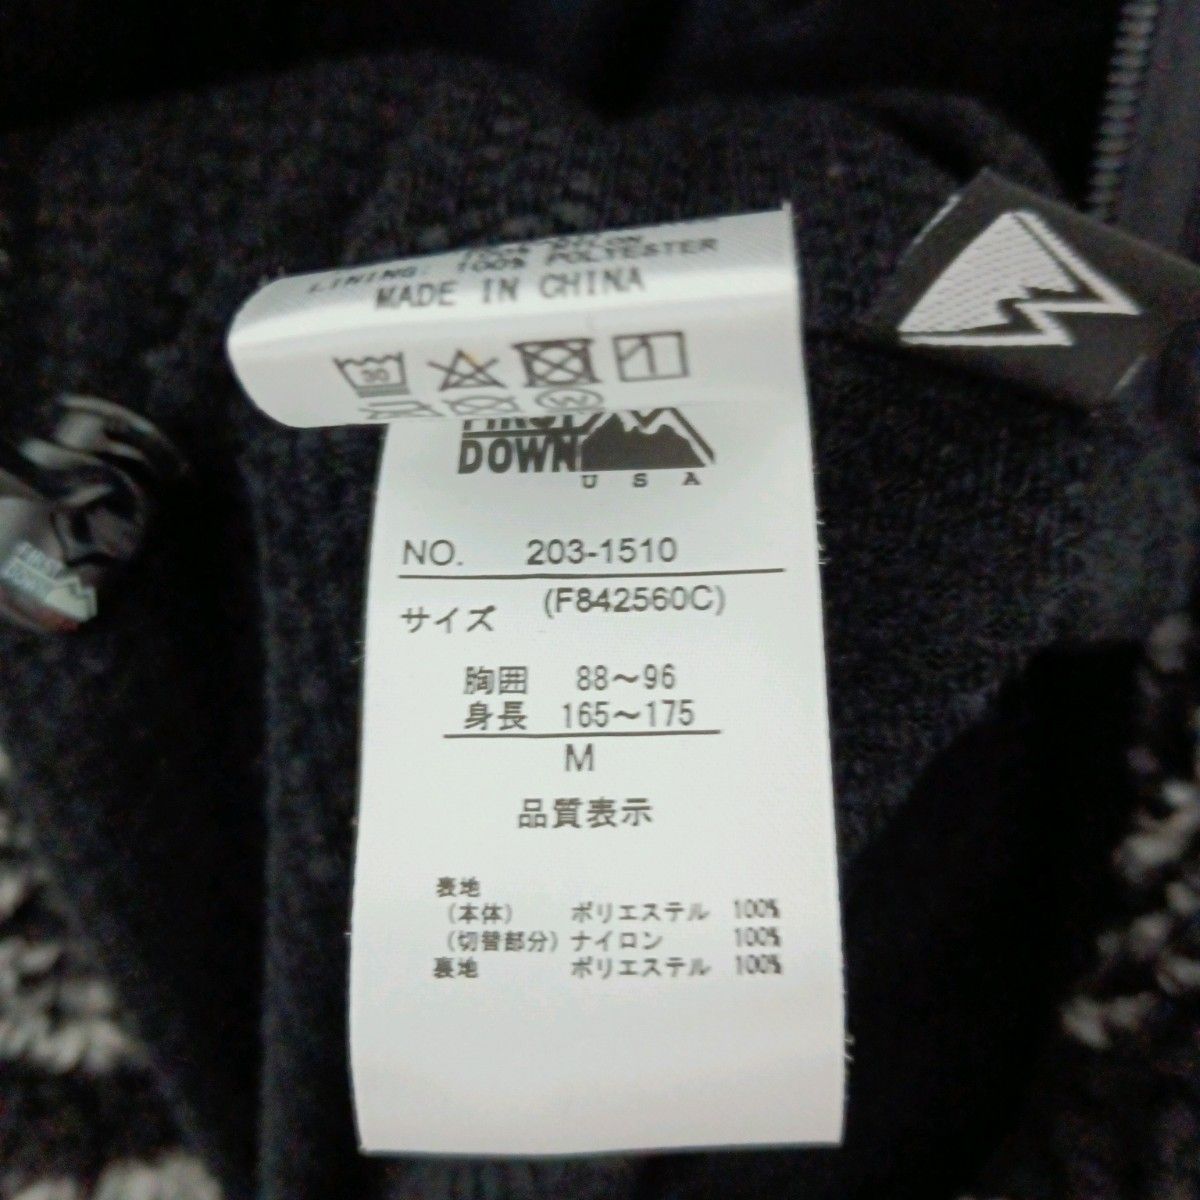 LINING: 100% POLYESTER
MADE IN CHINA
30
W
FIRST
DOWN
USA
NO. 203-1510
サイズ (F842560C)
胸囲 88～96
身長 165～175
M
品質表示
表地
(本体) ポリエステル 100%
(切替部分) ナイロン 100%
裏地 ポリエステル 100%